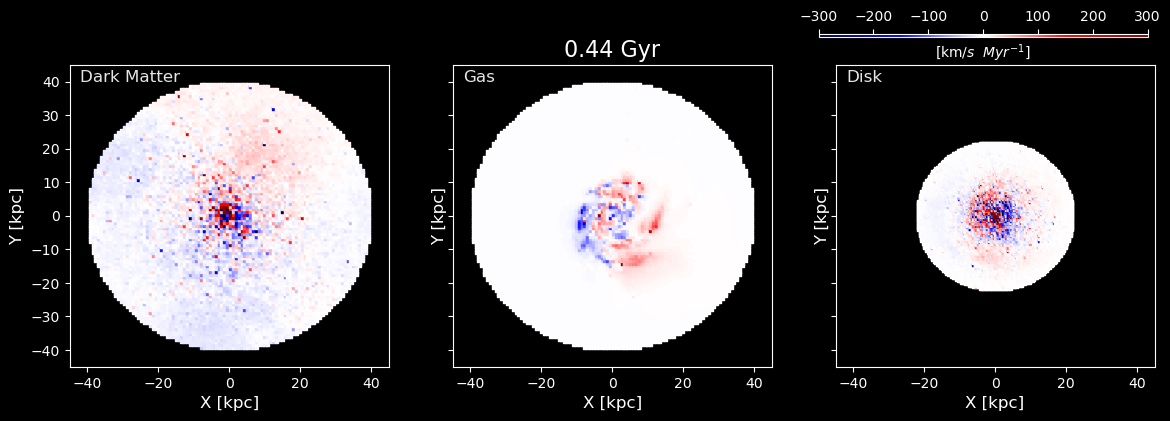 −300 −200 −100 0 100 200 300
[km/s Myr⁻¹]
0.44 Gyr
Dark Matter
Gas
Disk
40
30
20
10
0
−10
−20
−30
−40
Y [kpc]
Y [kpc]
Y [kpc]
−40 −20 0 20 40
−40 −20 0 20 40
−40 −20 0 20 40
X [kpc]
X [kpc]
X [kpc]